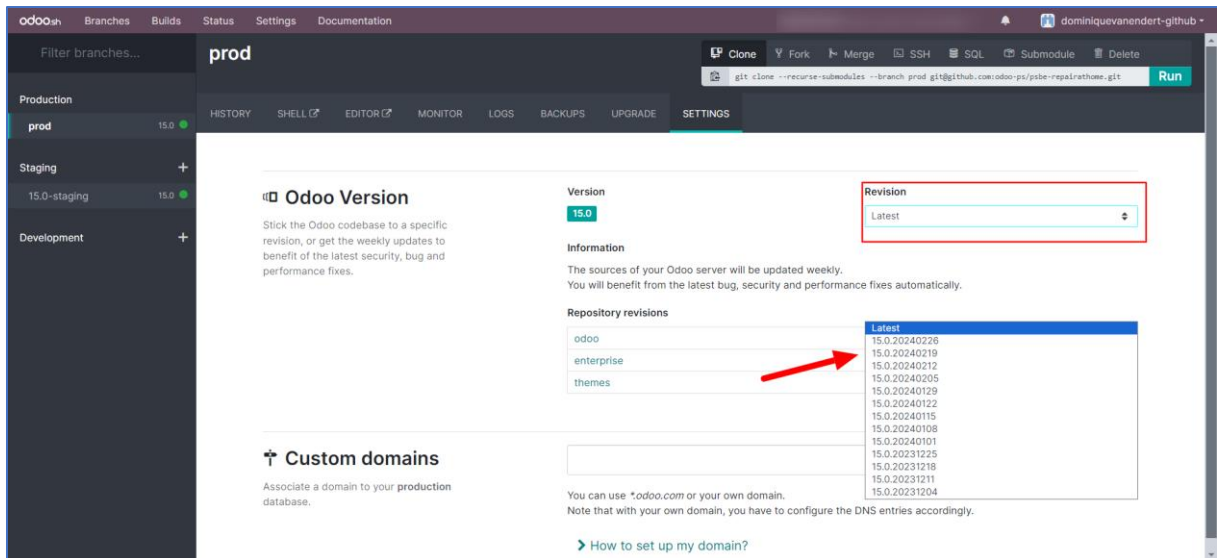 odoo.sh Branches Builds Status Settings Documentation dominiquevanendert-github
Filter branches...
prod
Clone Fork Merge SSH SQL Submodule Delete
git clone --recurse-submodules --branch prod git@github.com:odoo-ps/psbe-repairathome.git Run
Production
prod 15.0
Staging +
15.0-staging 15.0
Development +
HISTORY SHELL EDITOR MONITOR LOGS BACKUPS UPGRADE SETTINGS
Odoo Version
Stick the Odoo codebase to a specific
revision, or get the weekly updates to
benefit of the latest security, bug and
performance fixes.
Version
15.0
Revision
Latest
Information
The sources of your Odoo server will be updated weekly.
You will benefit from the latest bug, security and performance fixes automatically.
Repository revisions
odoo
enterprise
themes
Latest
15.0.20240226
15.0.20240219
15.0.20240212
15.0.20240205
15.0.20240129
15.0.20240122
15.0.20240115
15.0.20240108
15.0.20240101
15.0.20231225
15.0.20231218
15.0.20231211
15.0.20231204
Custom domains
Associate a domain to your production
database.
You can use *.odoo.com or your own domain.
Note that with your own domain, you have to configure the DNS entries accordingly.
How to set up my domain?